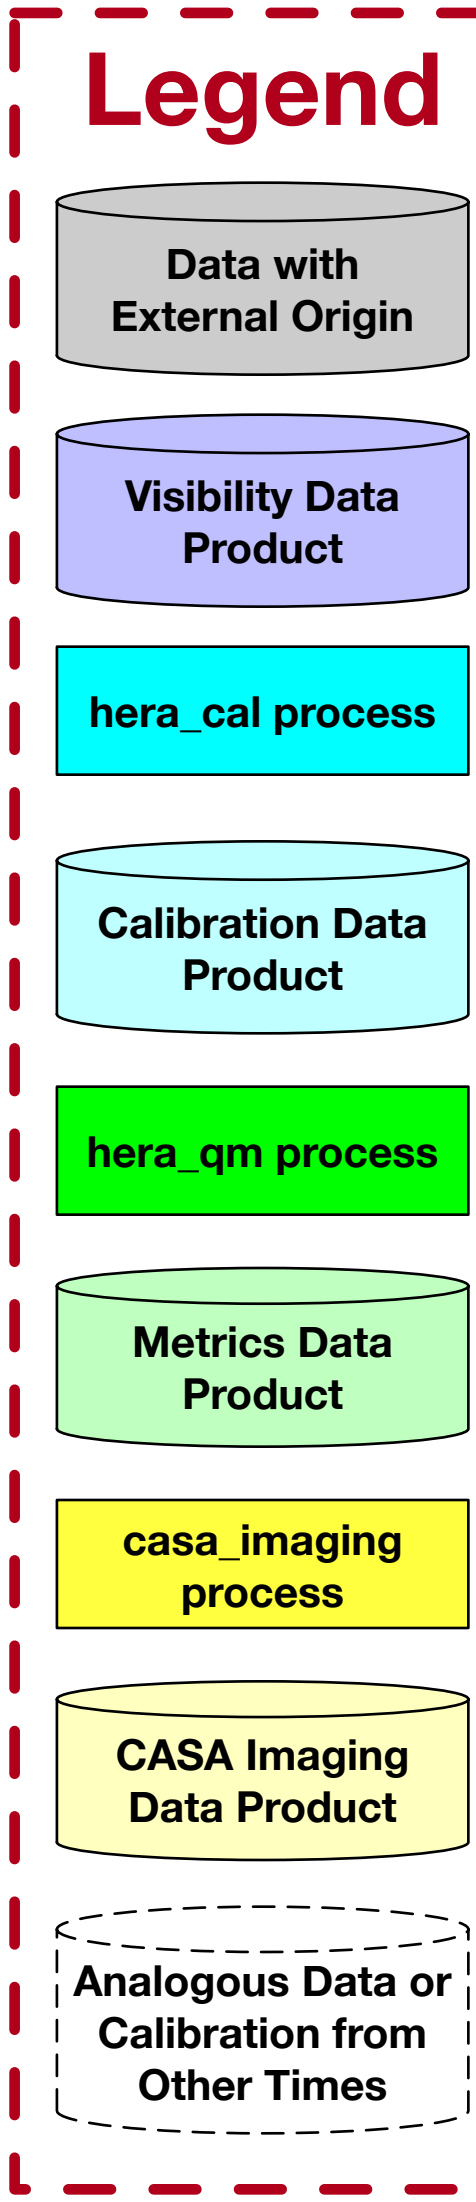 Legend
Data with
External Origin
Visibility Data
Product
hera_cal process
Calibration Data
Product
hera_qm process
Metrics Data
Product
casa_imaging
process
CASA Imaging
Data Product
Analogous Data or
Calibration from
Other Times